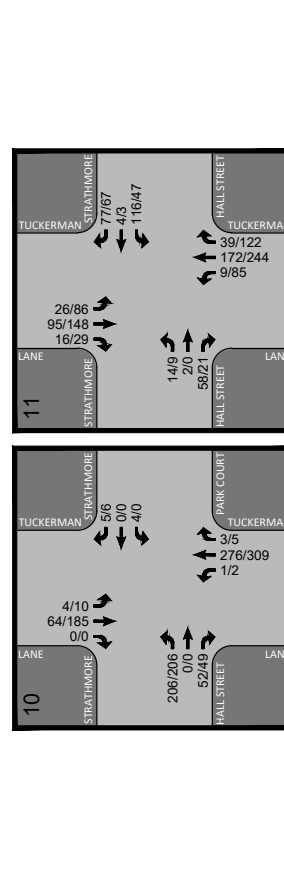 11
TUCKERMAN
STRATHMORE
HALL STREET
TUCKERMA
77/67
4/3
116/47
39/122
172/244
9/85
26/86
95/148
16/29
14/9
2/0
58/21
LANE
STRATHMORE
HALL STREET
LAN
10
TUCKERMAN
STRATHMORE
PARK COURT
TUCKERMA
5/6
0/0
4/0
3/5
276/309
1/2
4/10
64/185
0/0
206/206
0/0
52/49
LANE
STRATHMORE
HALL STREET
LAN